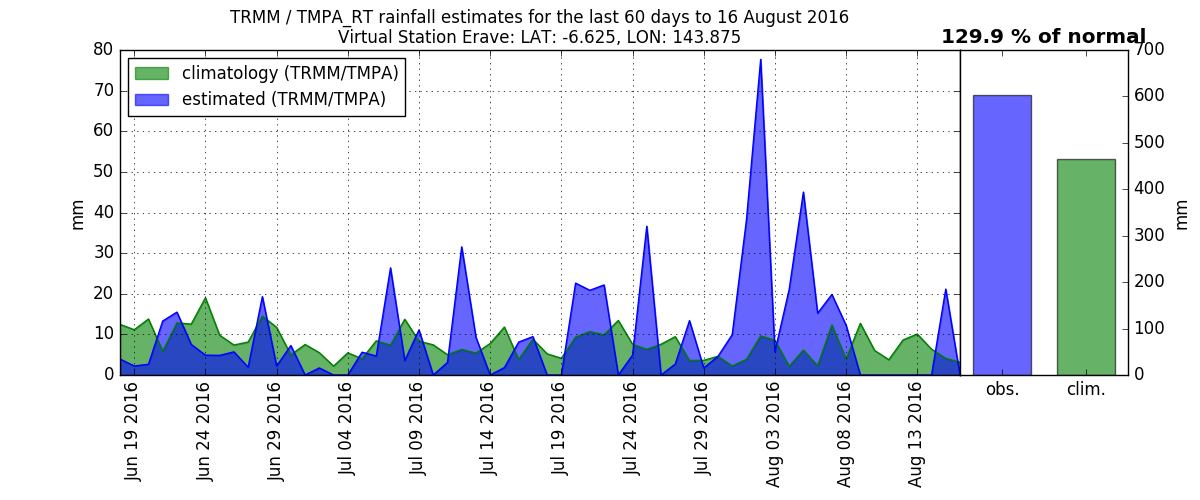 TRMM / TMPA_RT rainfall estimates for the last 60 days to 16 August 2016
Virtual Station Erave: LAT: -6.625, LON: 143.875
129.9 % of normal
climatology (TRMM/TMPA)
estimated (TRMM/TMPA)
mm
80
70
60
50
40
30
20
10
0
Jun 19 2016
Jun 24 2016
Jun 29 2016
Jul 04 2016
Jul 09 2016
Jul 14 2016
Jul 19 2016
Jul 24 2016
Jul 29 2016
Aug 03 2016
Aug 08 2016
Aug 13 2016
obs.
clim.
700
600
500
400
300
200
100
0
mm